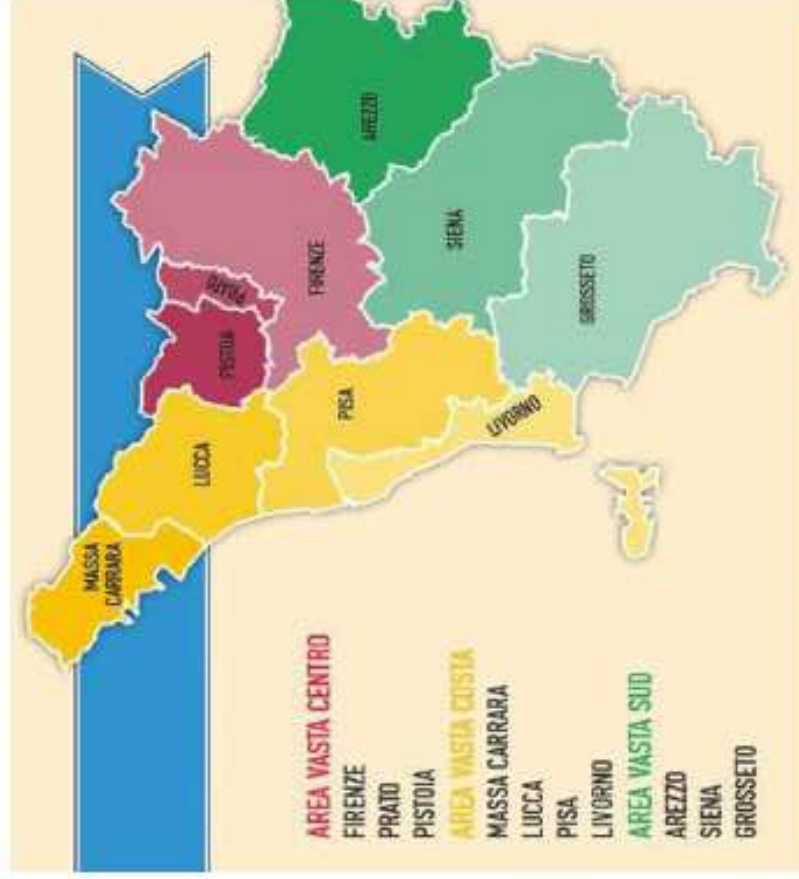 MASSA
CARRARA
LUCCA
PISTOIA
PRATO
FIRENZE
AREZZO
PISA
SIENA
LIVORNO
GROSSETO
AREA VASTA CENTRO
FIRENZE
PRATO
PISTOIA
AREA VASTA COSTA
MASSA CARRARA
LUCCA
PISA
LIVORNO
AREA VASTA SUD
AREZZO
SIENA
GROSSETO